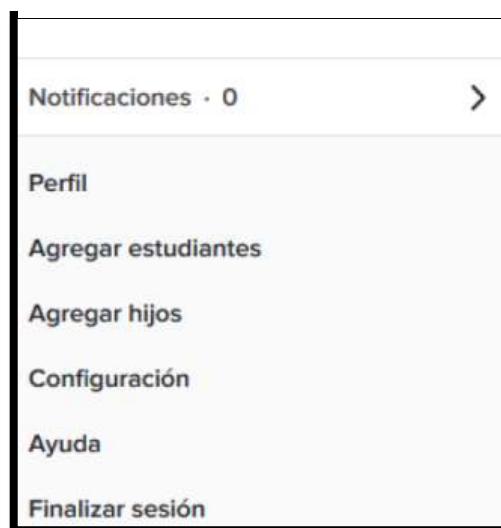 Notificaciones · 0
Perfil
Agregar estudiantes
Agregar hijos
Configuración
Ayuda
Finalizar sesión